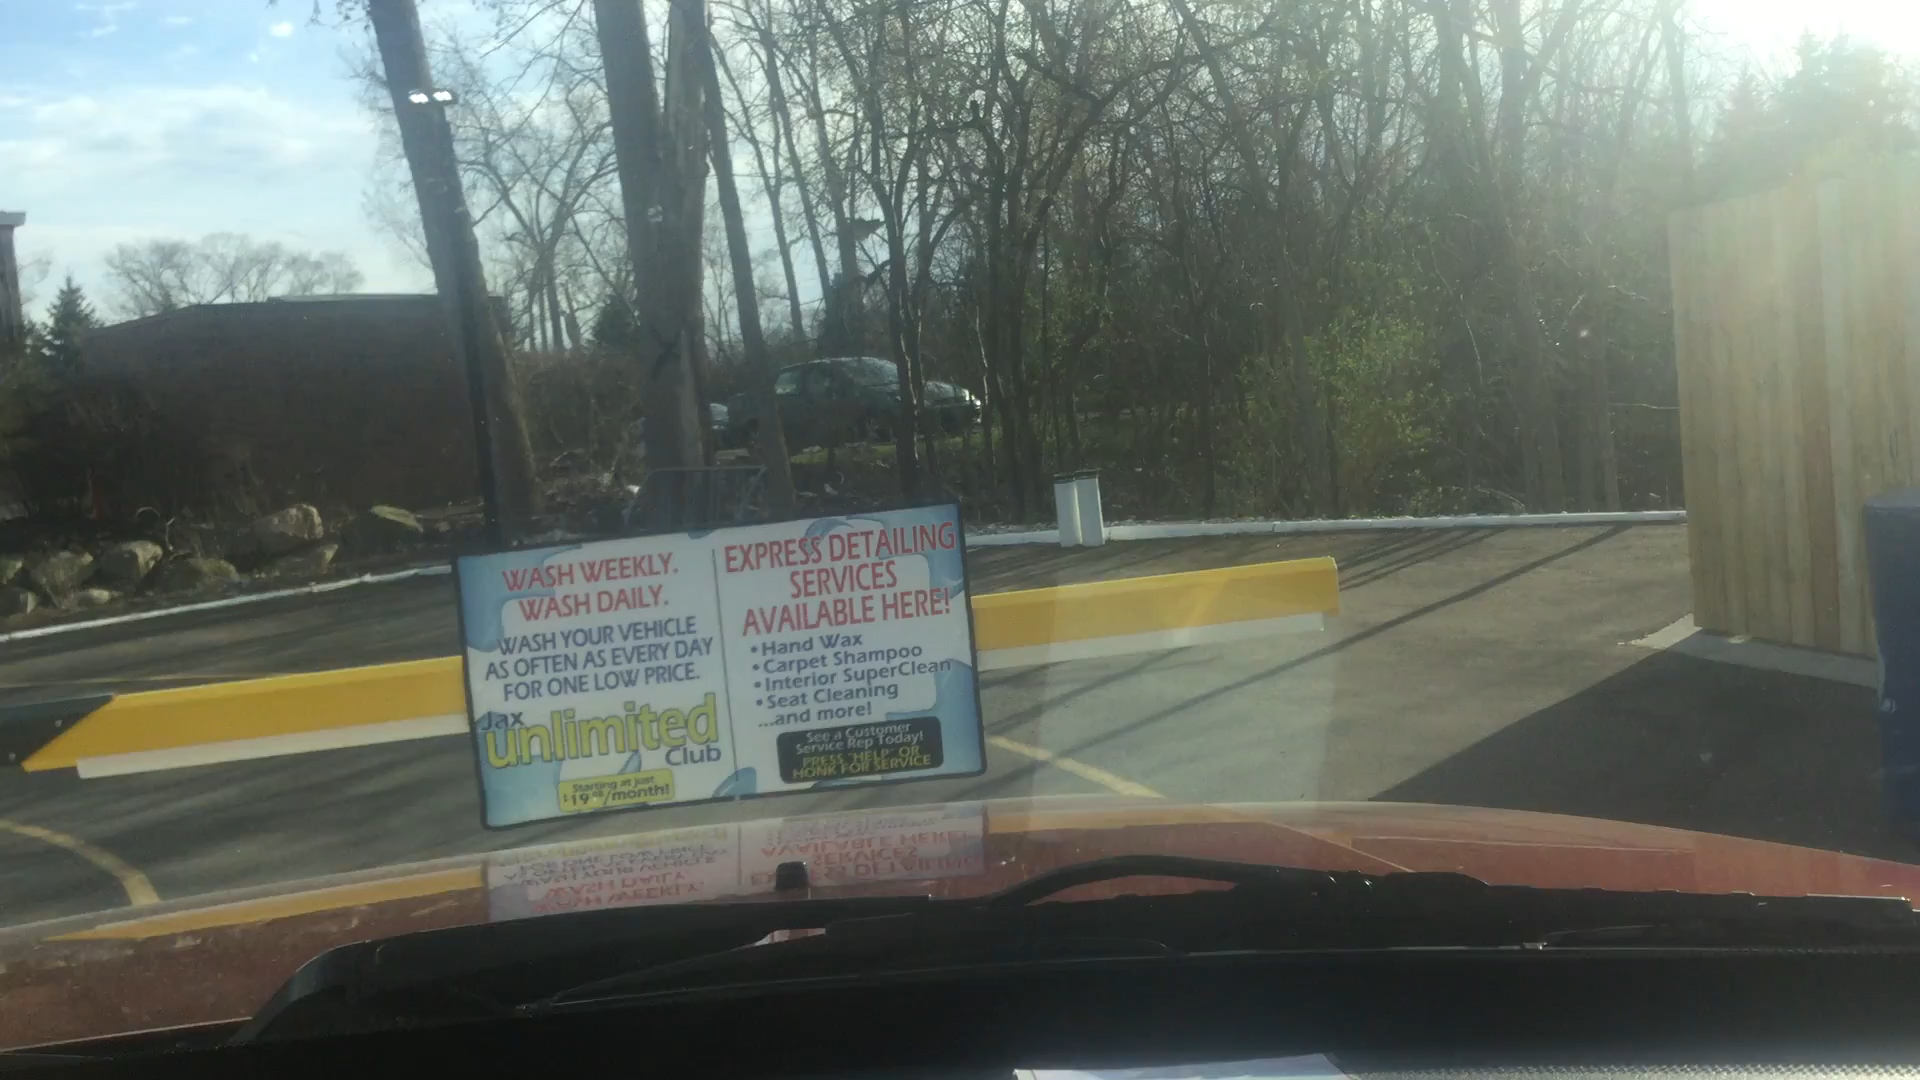 WASH WEEKLY.
WASH DAILY.
WASH YOUR VEHICLE
AS OFTEN AS EVERY DAY
FOR ONE LOW PRICE.
Jax
unlimited
Club
Starting at just
$19.98/month!
EXPRESS DETAILING
SERVICES
AVAILABLE HERE!
• Hand Wax
• Carpet Shampoo
• Interior SuperClean
• Seat Cleaning
...and more!
See a Customer
Service Rep Today!
PRESS "HELP" OR
HONK FOR SERVICE